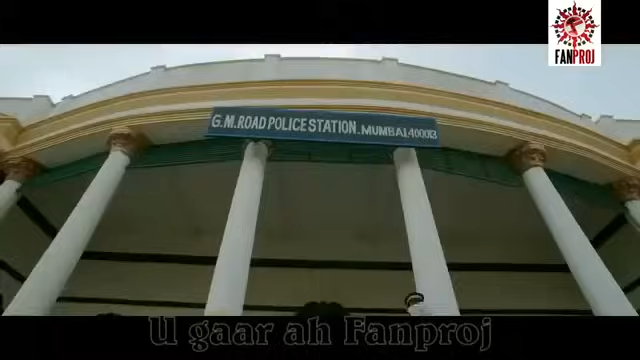 FANPROJ
G.M.ROAD POLICE STATION. MUMBAI.400013
U gaar ah Fanproj